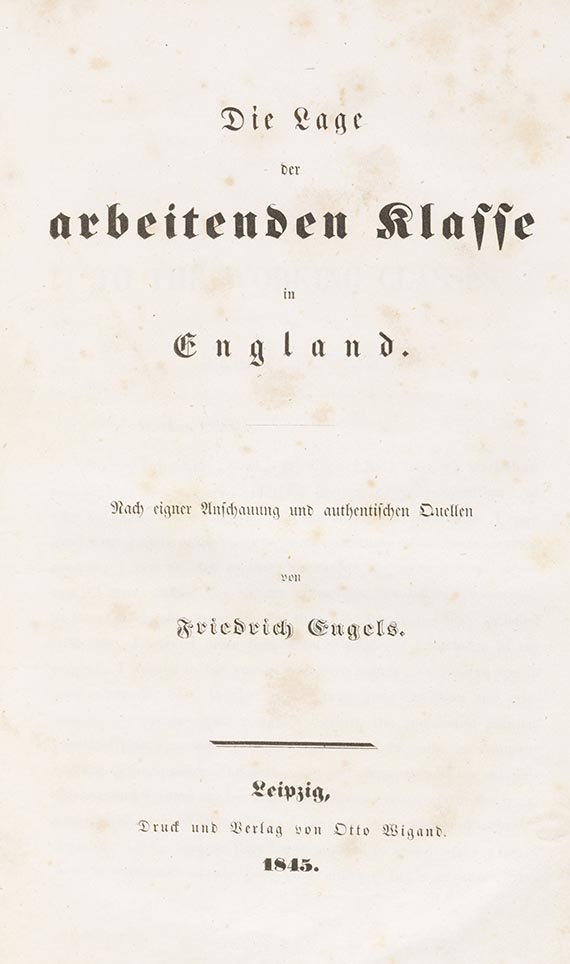 Die Lage
der
arbeitenden Klasse
in
England.
Nach eigner Anschauung und authentischen Quellen
von
Friedrich Engels.
Leipzig,
Druck und Verlag von Otto Wigand.
1845.